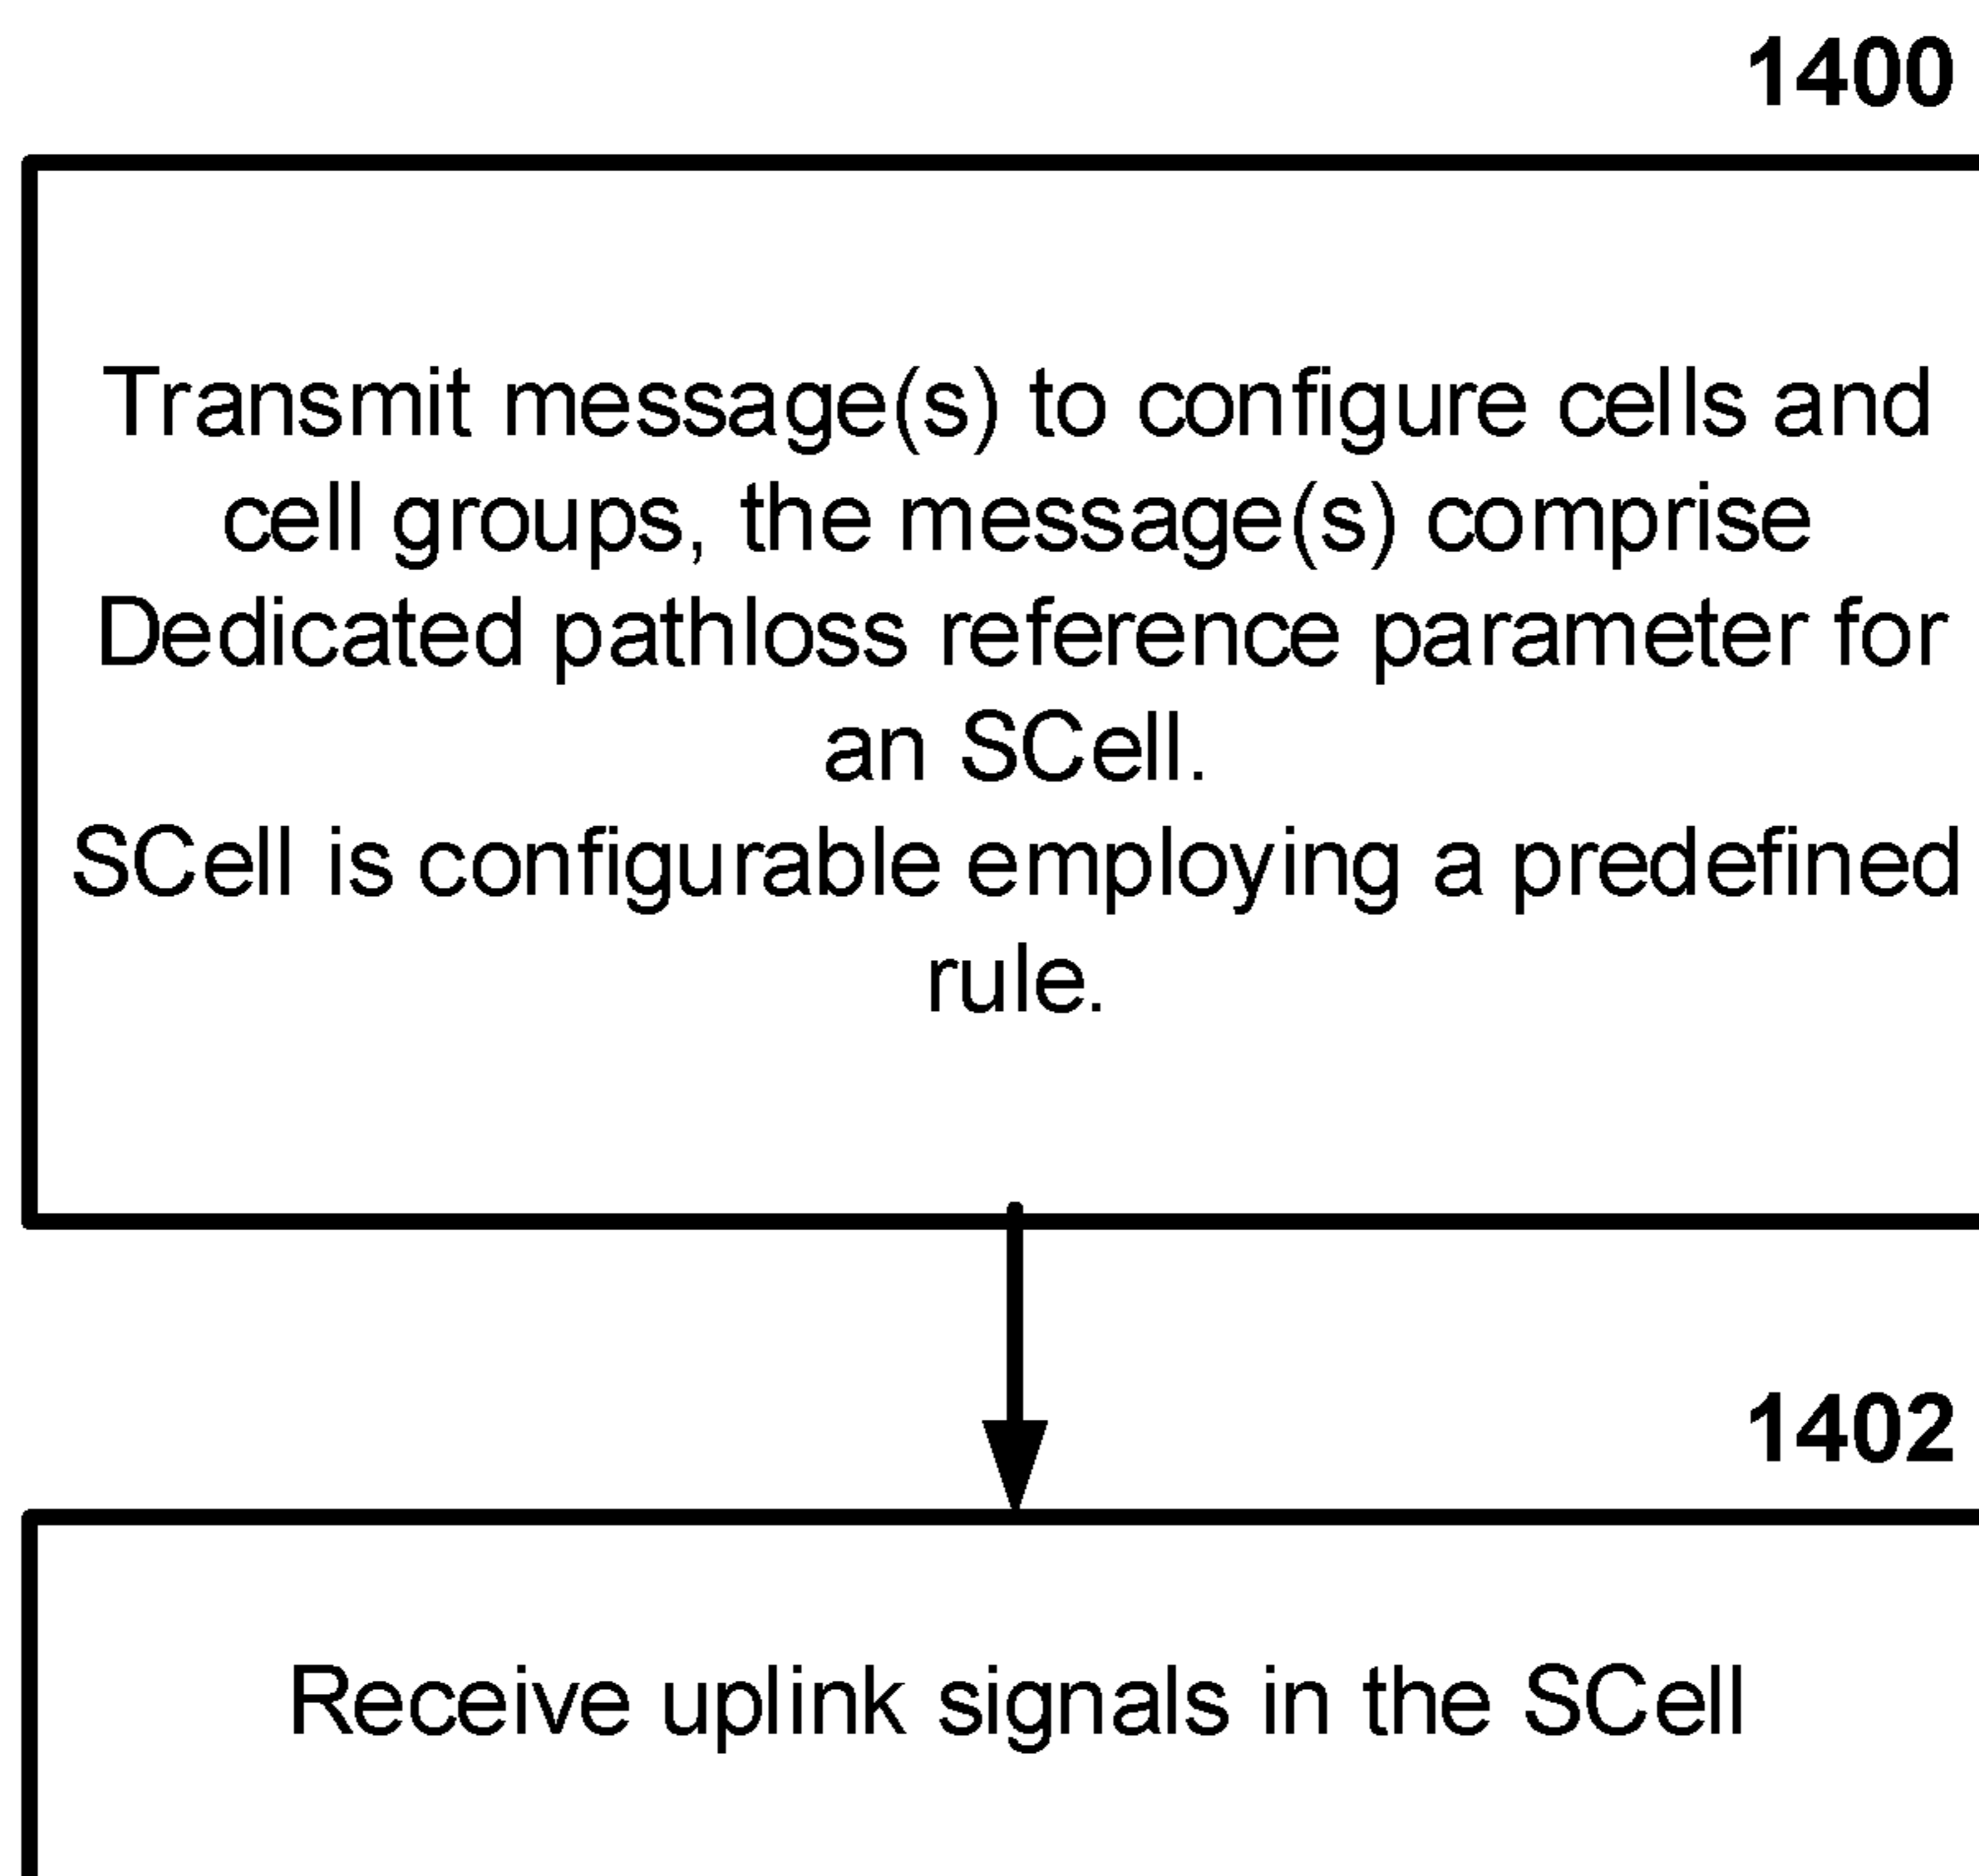 1400
Transmit message(s) to configure cells and
cell groups, the message(s) comprise
Dedicated pathloss reference parameter for
an SCell.
SCell is configurable employing a predefined
rule.
1402
Receive uplink signals in the SCell